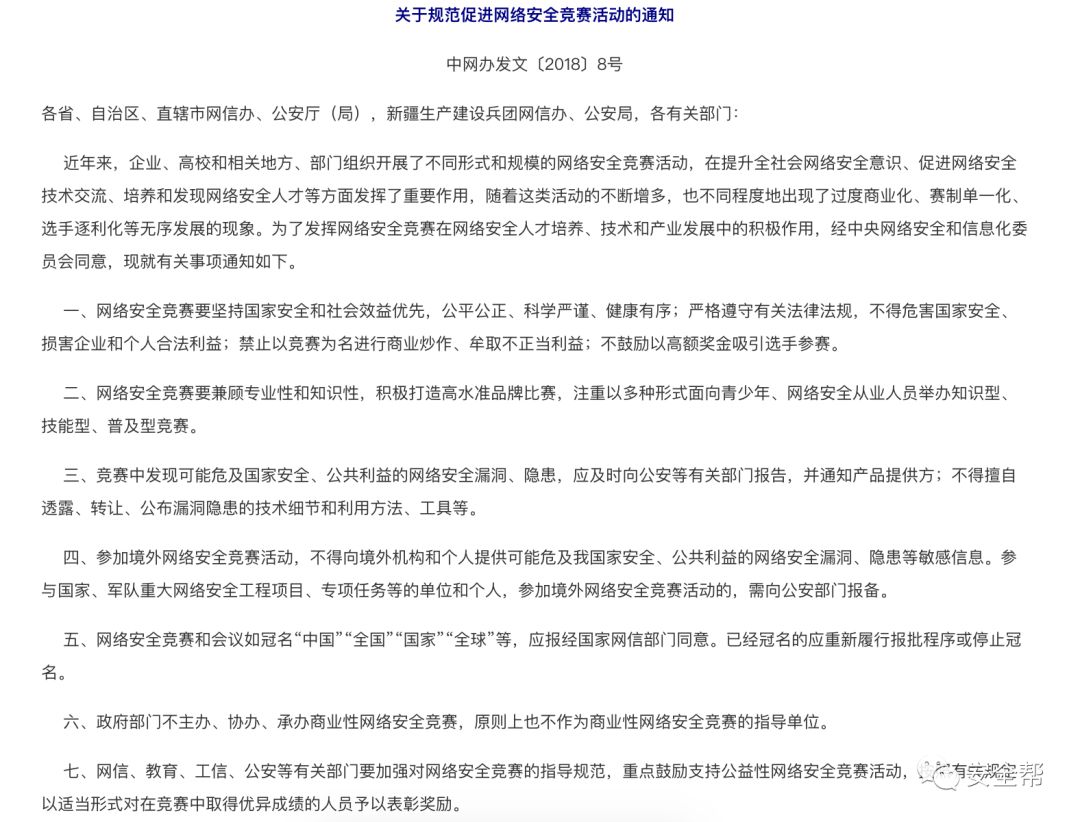 关于规范促进网络安全竞赛活动的通知
中网办发文〔2018〕8号
各省、自治区、直辖市网信办、公安厅（局），新疆生产建设兵团网信办、公安局，各有关部门：
近年来，企业、高校和相关地方、部门组织开展了不同形式和规模的网络安全竞赛活动，在提升全社会网络安全意识、促进网络安全
技术交流、培养和发现网络安全人才等方面发挥了重要作用，随着这类活动的不断增多，也不同程度地出现了过度商业化、赛制单一化、
选手逐利化等无序发展的现象。为了发挥网络安全竞赛在网络安全人才培养、技术和产业发展中的积极作用，经中央网络安全和信息化委
员会同意，现就有关事项通知如下。
一、网络安全竞赛要坚持国家安全和社会效益优先，公平公正、科学严谨、健康有序；严格遵守有关法律法规，不得危害国家安全、
损害企业和个人合法利益；禁止以竞赛为名进行商业炒作、牟取不正当利益；不鼓励以高额奖金吸引选手参赛。
二、网络安全竞赛要兼顾专业性和知识性，积极打造高水准品牌比赛，注重以多种形式面向青少年、网络安全从业人员举办知识型、
技能型、普及型竞赛。
三、竞赛中发现可能危及国家安全、公共利益的网络安全漏洞、隐患，应及时向公安等有关部门报告，并通知产品提供方；不得擅自
透露、转让、公布漏洞隐患的技术细节和利用方法、工具等。
四、参加境外网络安全竞赛活动，不得向境外机构和个人提供可能危及我国家安全、公共利益的网络安全漏洞、隐患等敏感信息。参
与国家、军队重大网络安全工程项目、专项任务等的单位和个人，参加境外网络安全竞赛活动的，需向公安部门报备。
五、网络安全竞赛和会议如冠名“中国”“全国”“国家”“全球”等，应报经国家网信部门同意。已经冠名的应重新履行报批程序或停止冠
名。
六、政府部门不主办、协办、承办商业性网络安全竞赛，原则上也不作为商业性网络安全竞赛的指导单位。
七、网信、教育、工信、公安等有关部门要加强对网络安全竞赛的指导规范，重点鼓励支持公益性网络安全竞赛活动，
安全帮
以适当形式对在竞赛中取得优异成绩的人员予以表彰奖励。